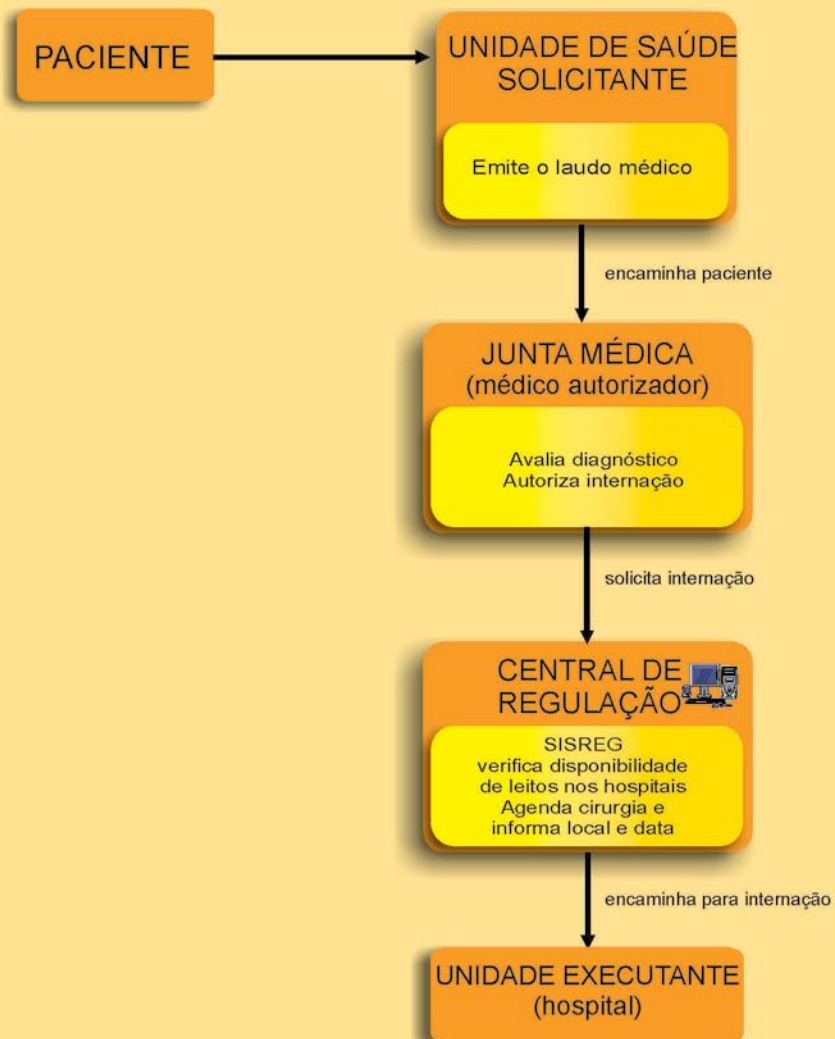 PACIENTE
UNIDADE DE SAÚDE
SOLICITANTE
Emite o laudo médico
encaminha paciente
JUNTA MÉDICA
(médico autorizador)
Avalia diagnóstico
Autoriza internação
solicita internação
CENTRAL DE
REGULAÇÃO
SISREG
verifica disponibilidade
de leitos nos hospitais
Agenda cirurgia e
informa local e data
encaminha para internação
UNIDADE EXECUTANTE
(hospital)